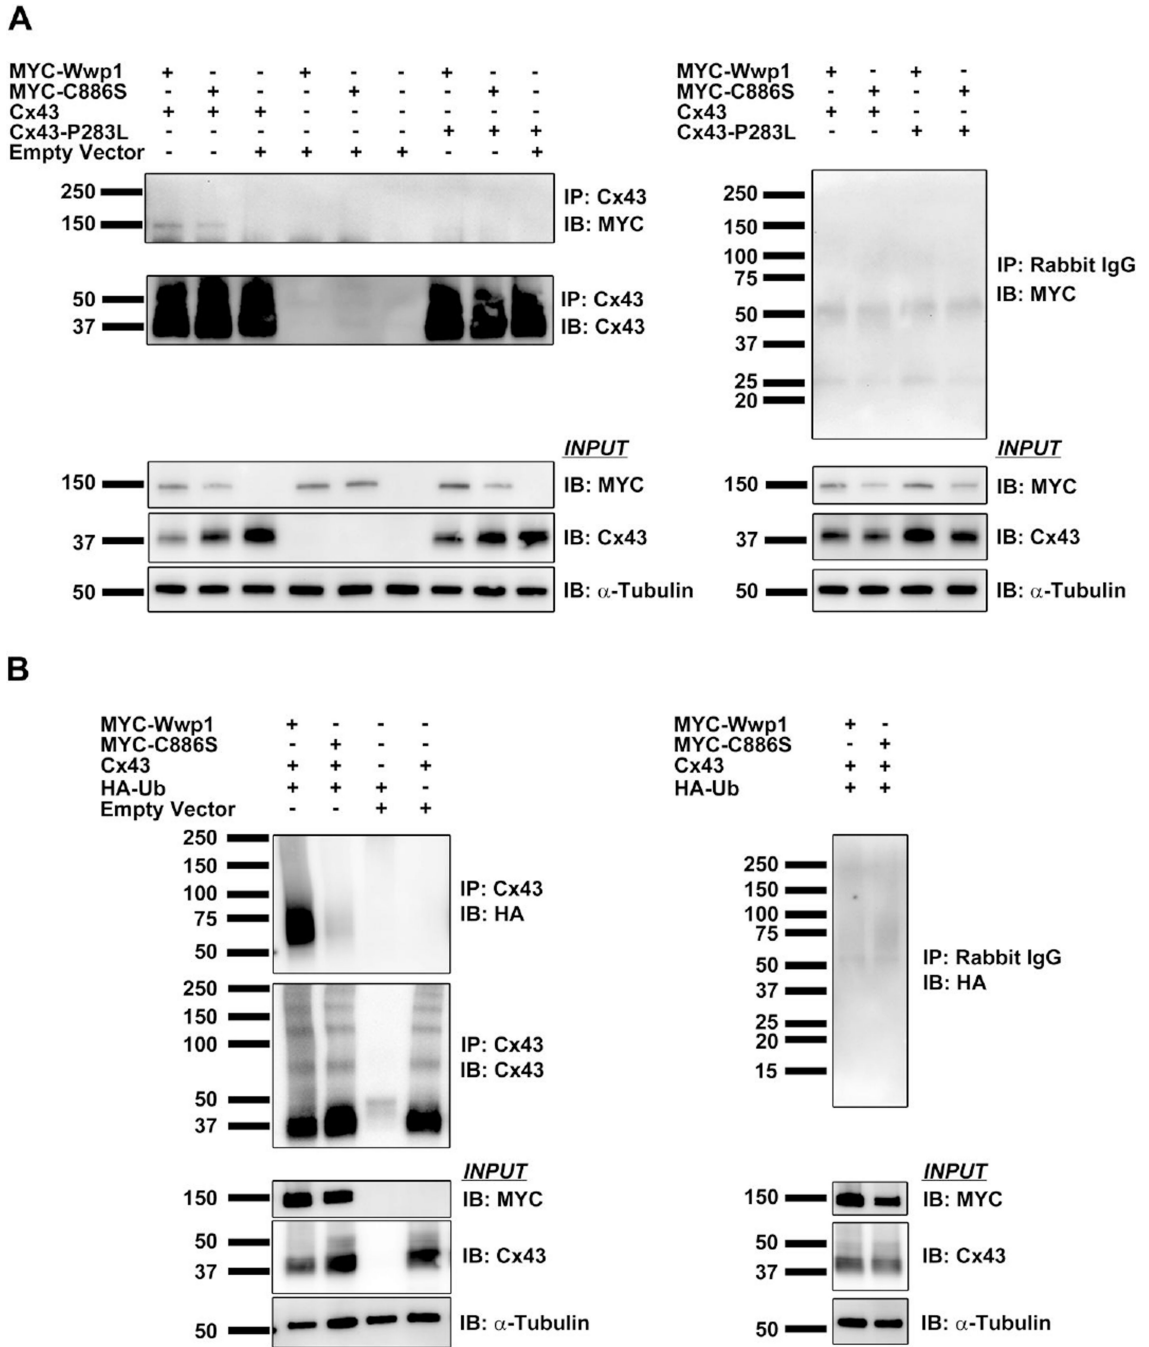 A
MYC-Wwp1 + - - + - - + - -
MYC-C886S - + - - + - - + -
Cx43 + + + - - - - - -
Cx43-P283L - - - - - - + + +
Empty Vector - - + + + + - - +
250
150
IP: Cx43
IB: MYC
50
37
IP: Cx43
IB: Cx43
INPUT
150 IB: MYC
37 IB: Cx43
50 IB: α-Tubulin
MYC-Wwp1 + - + -
MYC-C886S - + - +
Cx43 + + - -
Cx43-P283L - - + +
250
150
100
75
50
37
25
20
IP: Rabbit IgG
IB: MYC
INPUT
150 IB: MYC
37 IB: Cx43
50 IB: α-Tubulin
B
MYC-Wwp1 + - - -
MYC-C886S - + - -
Cx43 + + - +
HA-Ub + + + -
Empty Vector - - + +
250
150
100
75
50
IP: Cx43
IB: HA
250
150
100
50
37
IP: Cx43
IB: Cx43
INPUT
150 IB: MYC
50
37
IB: Cx43
50 IB: α-Tubulin
MYC-Wwp1 + -
MYC-C886S - +
Cx43 + +
HA-Ub + +
250
150
100
75
50
37
25
20
15
IP: Rabbit IgG
IB: HA
INPUT
150 IB: MYC
50
37
IB: Cx43
50 IB: α-Tubulin